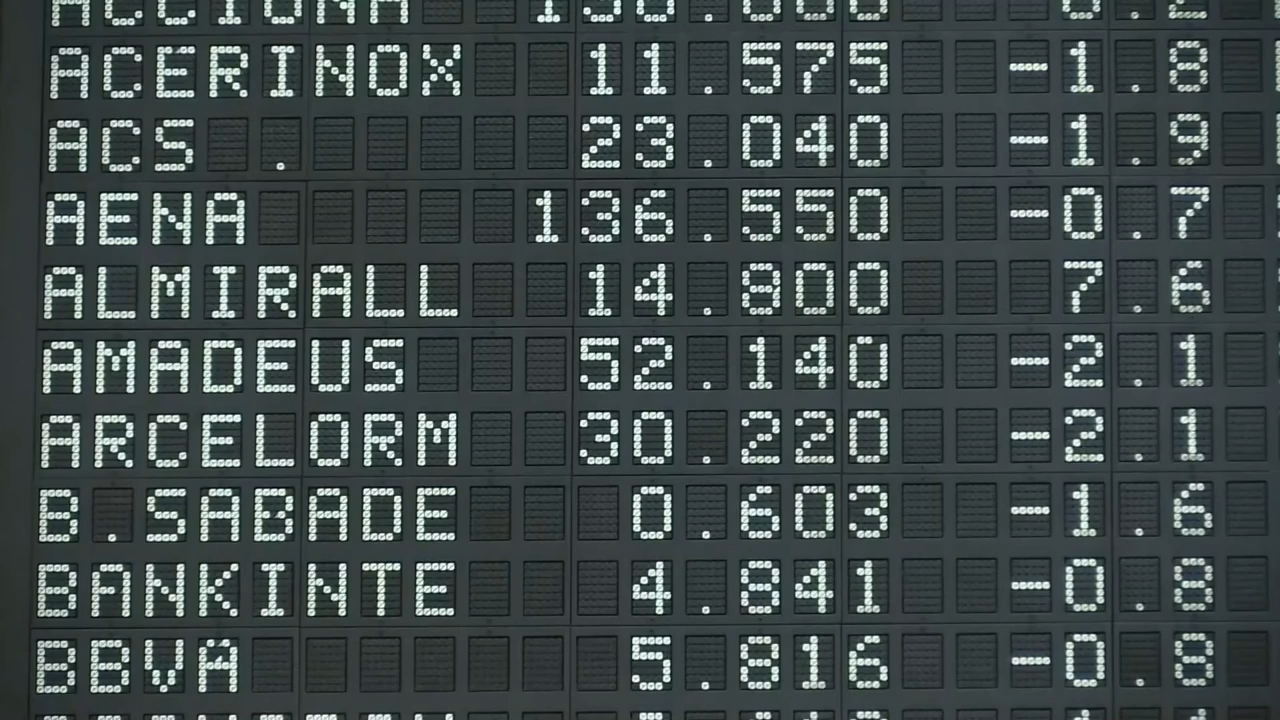 ACCIONA
ACERINOX 11.575 -1.8
ACS . 23.040 -1.9
AENA 136.550 -0.7
ALMIRALL 14.800 7.6
AMADEUS 52.140 -2.1
ARCELORM 30.220 -2.1
B.SABADE 0.603 -1.6
BANKINTE 4.841 -0.8
BBVA 5.816 -0.8